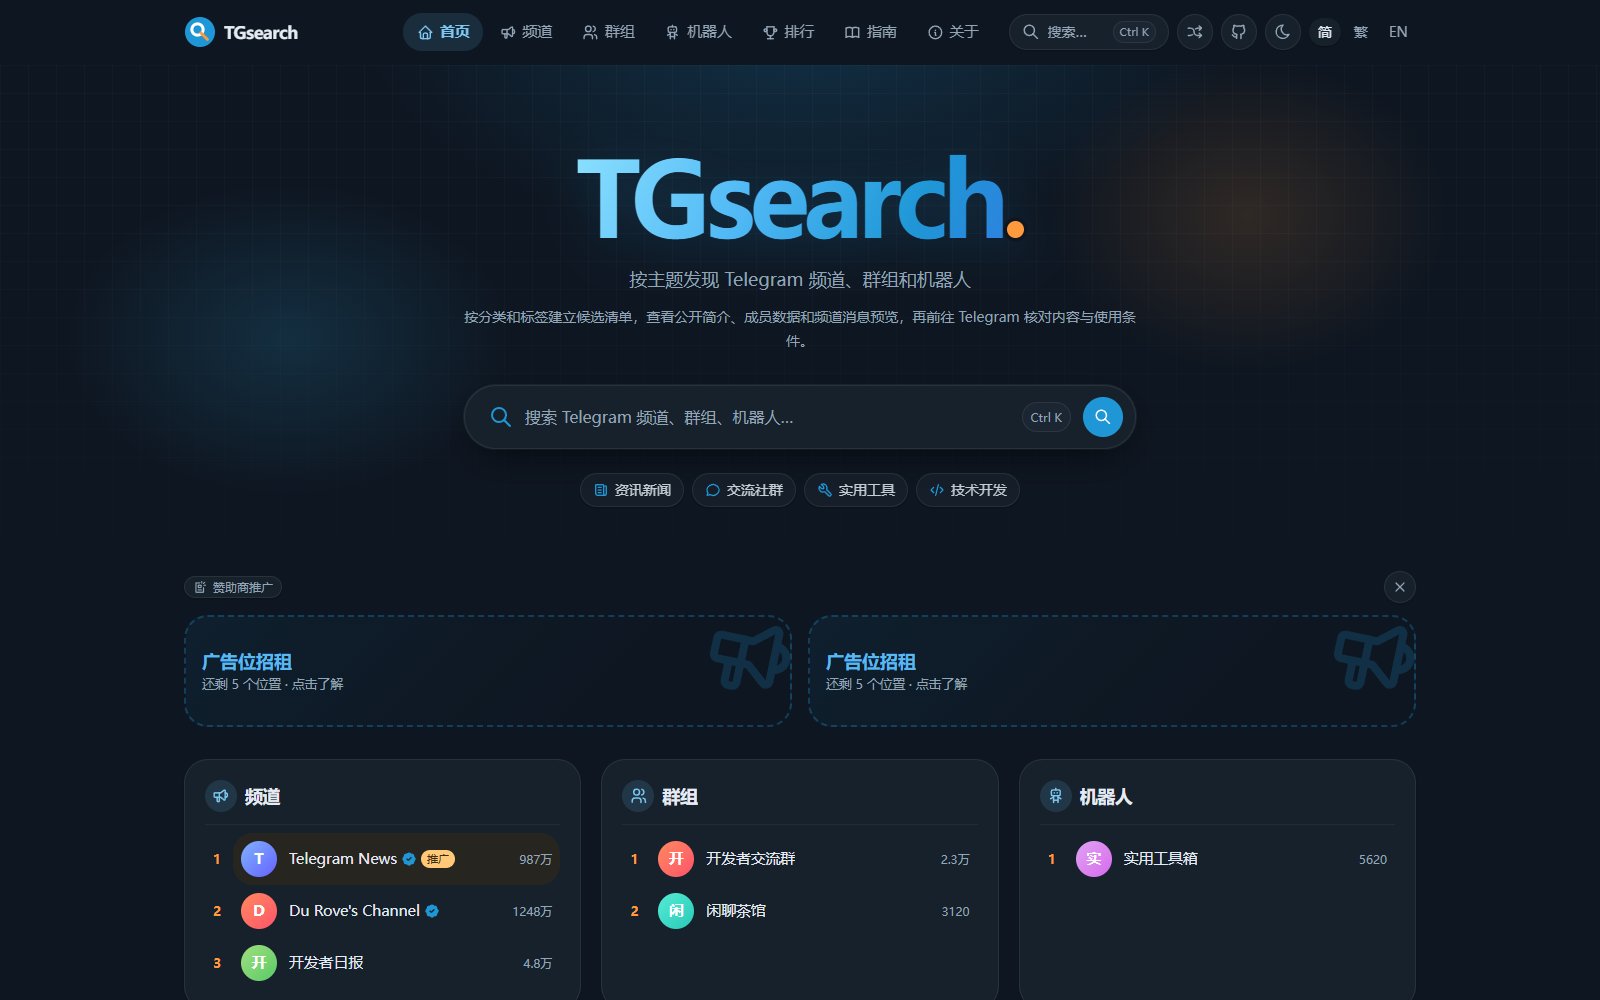 TGsearch
首页
频道
群组
机器人
排行
指南
关于
搜索...
Ctrl K
简
繁
EN
TGsearch.
按主题发现 Telegram 频道、群组和机器人
按分类和标签建立候选清单，查看公开简介、成员数据和频道消息预览，再前往 Telegram 核对内容与使用条
件。
搜索 Telegram 频道、群组、机器人...
Ctrl K
资讯新闻
交流社群
实用工具
技术开发
赞助商推广
广告位招租
还剩 5 个位置 · 点击了解
广告位招租
还剩 5 个位置 · 点击了解
频道
1 T Telegram News 推广 987万
2 D Du Rove's Channel 1248万
3 开 开发者日报 4.8万
群组
1 开 开发者交流群 2.3万
2 闲 闲聊茶馆 3120
机器人
1 实 实用工具箱 5620